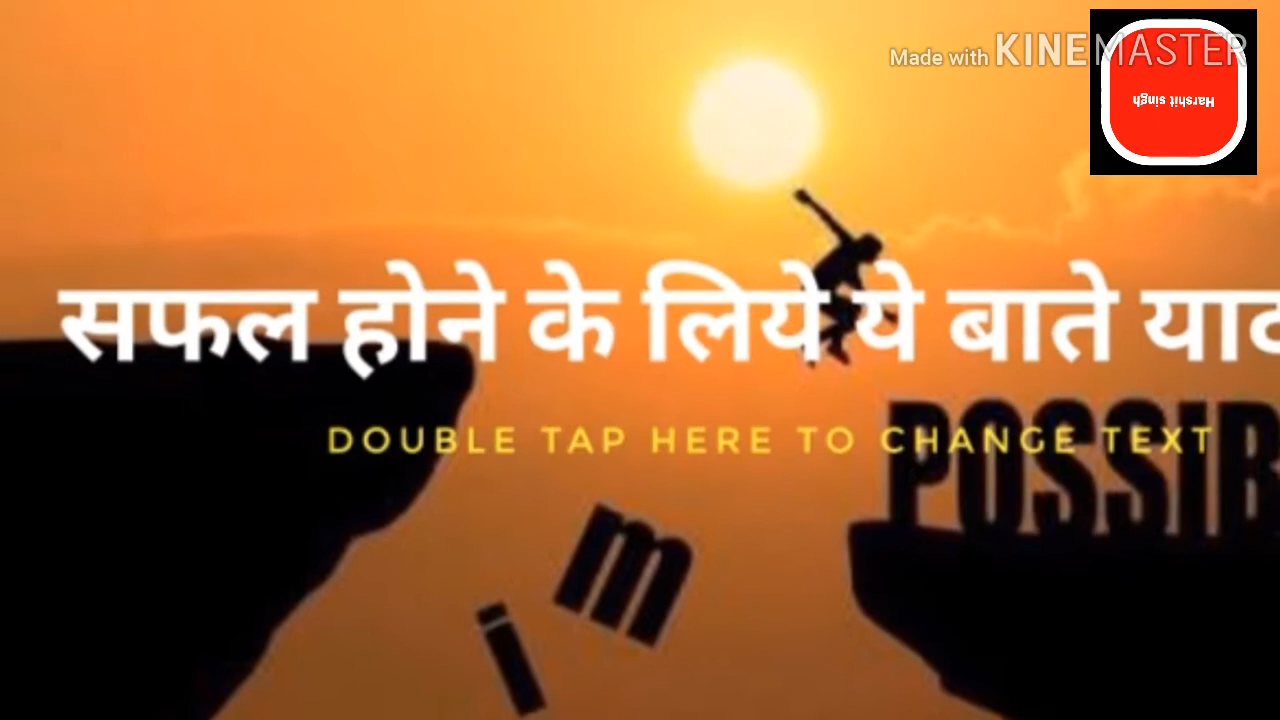 Made with KINEMASTER
Harshit singh
सफल होने के लिये ये बाते
DOUBLE TAP HERE TO CHANGE TEXT
POSSIB
m
i